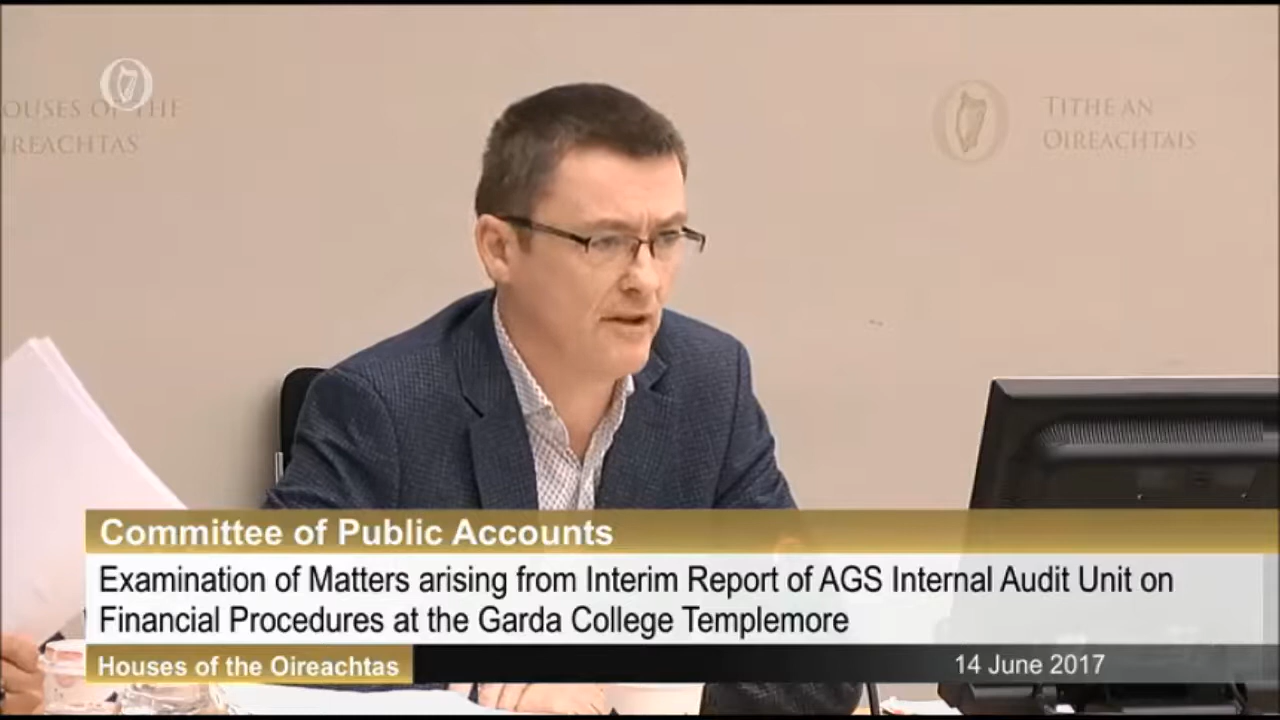 HOUSES OF THE
OIREACHTAS
TITHE AN
OIREACHTAIS
Committee of Public Accounts
Examination of Matters arising from Interim Report of AGS Internal Audit Unit on
Financial Procedures at the Garda College Templemore
Houses of the Oireachtas
14 June 2017